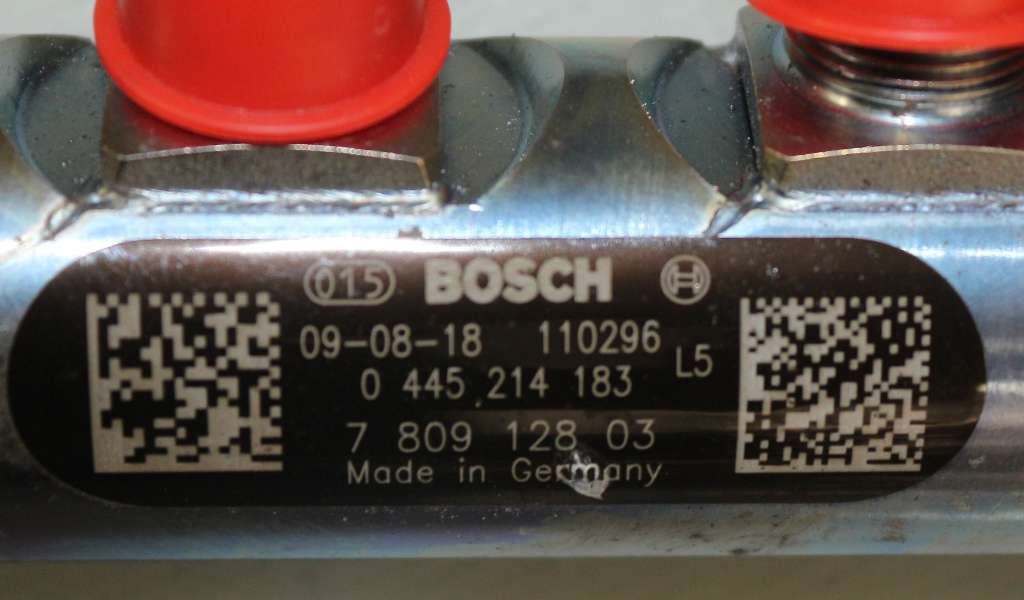 015 BOSCH
09-08-18 110296
L5
0 445 214 183
7 809 128 03
Made in Germany